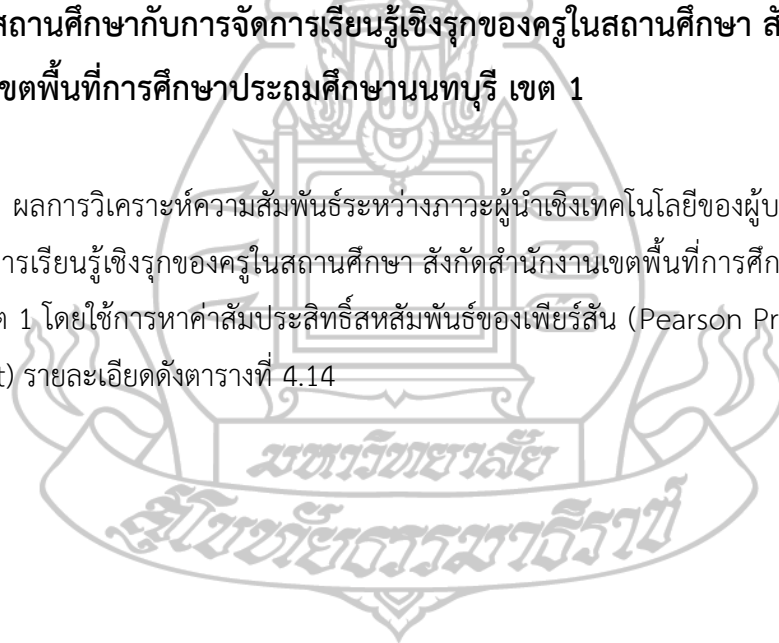 สถานศึกษากับการจัดการเรียนรู้เชิงรุกของครูในสถานศึกษา สั
ขตพื้นที่การศึกษาประถมศึกษานนทบุรี เขต 1
ผลการวิเคราะห์ความสัมพันธ์ระหว่างภาวะผู้นำเชิงเทคโนโลยีของผู้บ
ารเรียนรู้เชิงรุกของครูในสถานศึกษา สังกัดสำนักงานเขตพื้นที่การศึก
ต 1 โดยใช้การหาค่าสัมประสิทธิ์สหสัมพันธ์ของเพียร์สัน (Pearson Pr
t) รายละเอียดดังตารางที่ 4.14
มหาวิทยาลัย
สุโขทัยธรรมาธิราช